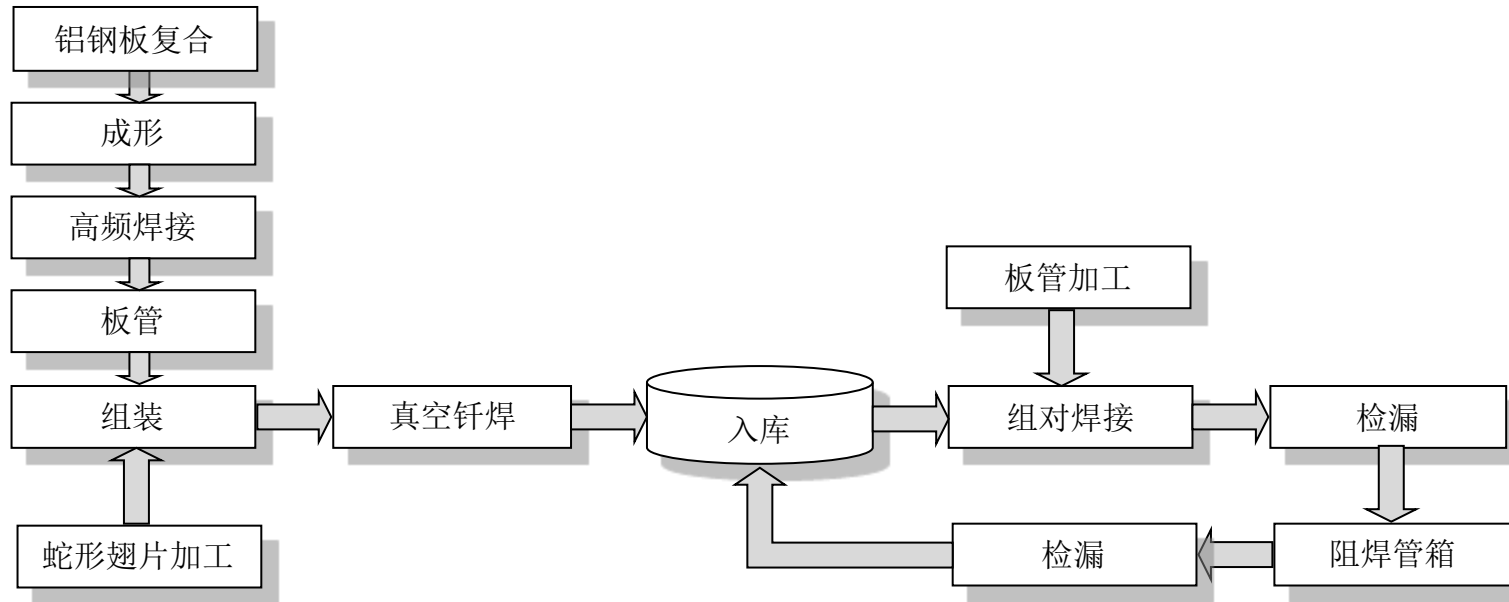 铝钢板复合
成形
高频焊接
板管
组装
蛇形翅片加工
真空钎焊
入库
板管加工
组对焊接
检漏
阻焊管箱
检漏